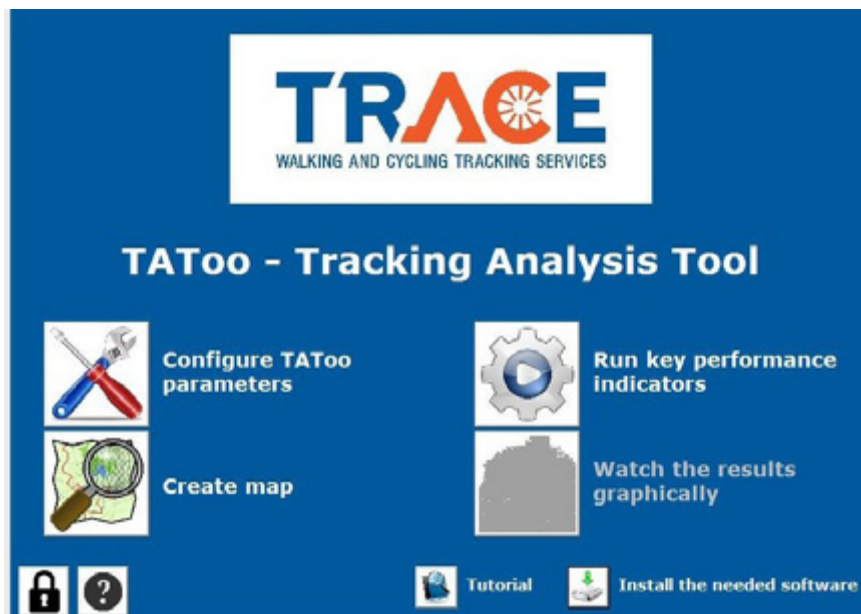 TRACE
WALKING AND CYCLING TRACKING SERVICES
TAToo - Tracking Analysis Tool
Configure TAToo
parameters
Run key performance
indicators
Create map
Watch the results
graphically
Tutorial
Install the needed software